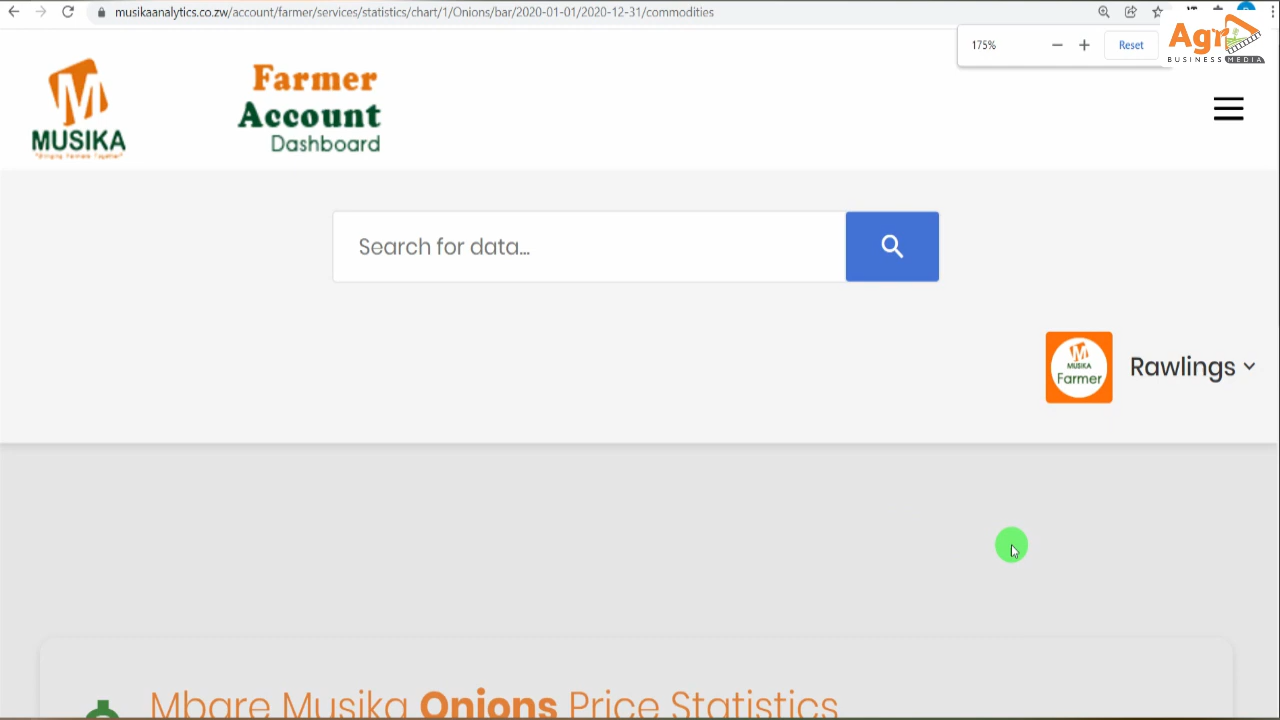 musikaanalytics.co.zw/account/farmer/services/statistics/chart/1/Onions/bar/2020-01-01/2020-12-31/commodities
175%
Reset
Agr
BUSINESS MEDIA
MUSIKA
"Bringing Farmers Together"
Farmer
Account
Dashboard
Search for data...
MUSIKA
Farmer
Rawlings
Mbare Musika Onions Price Statistics